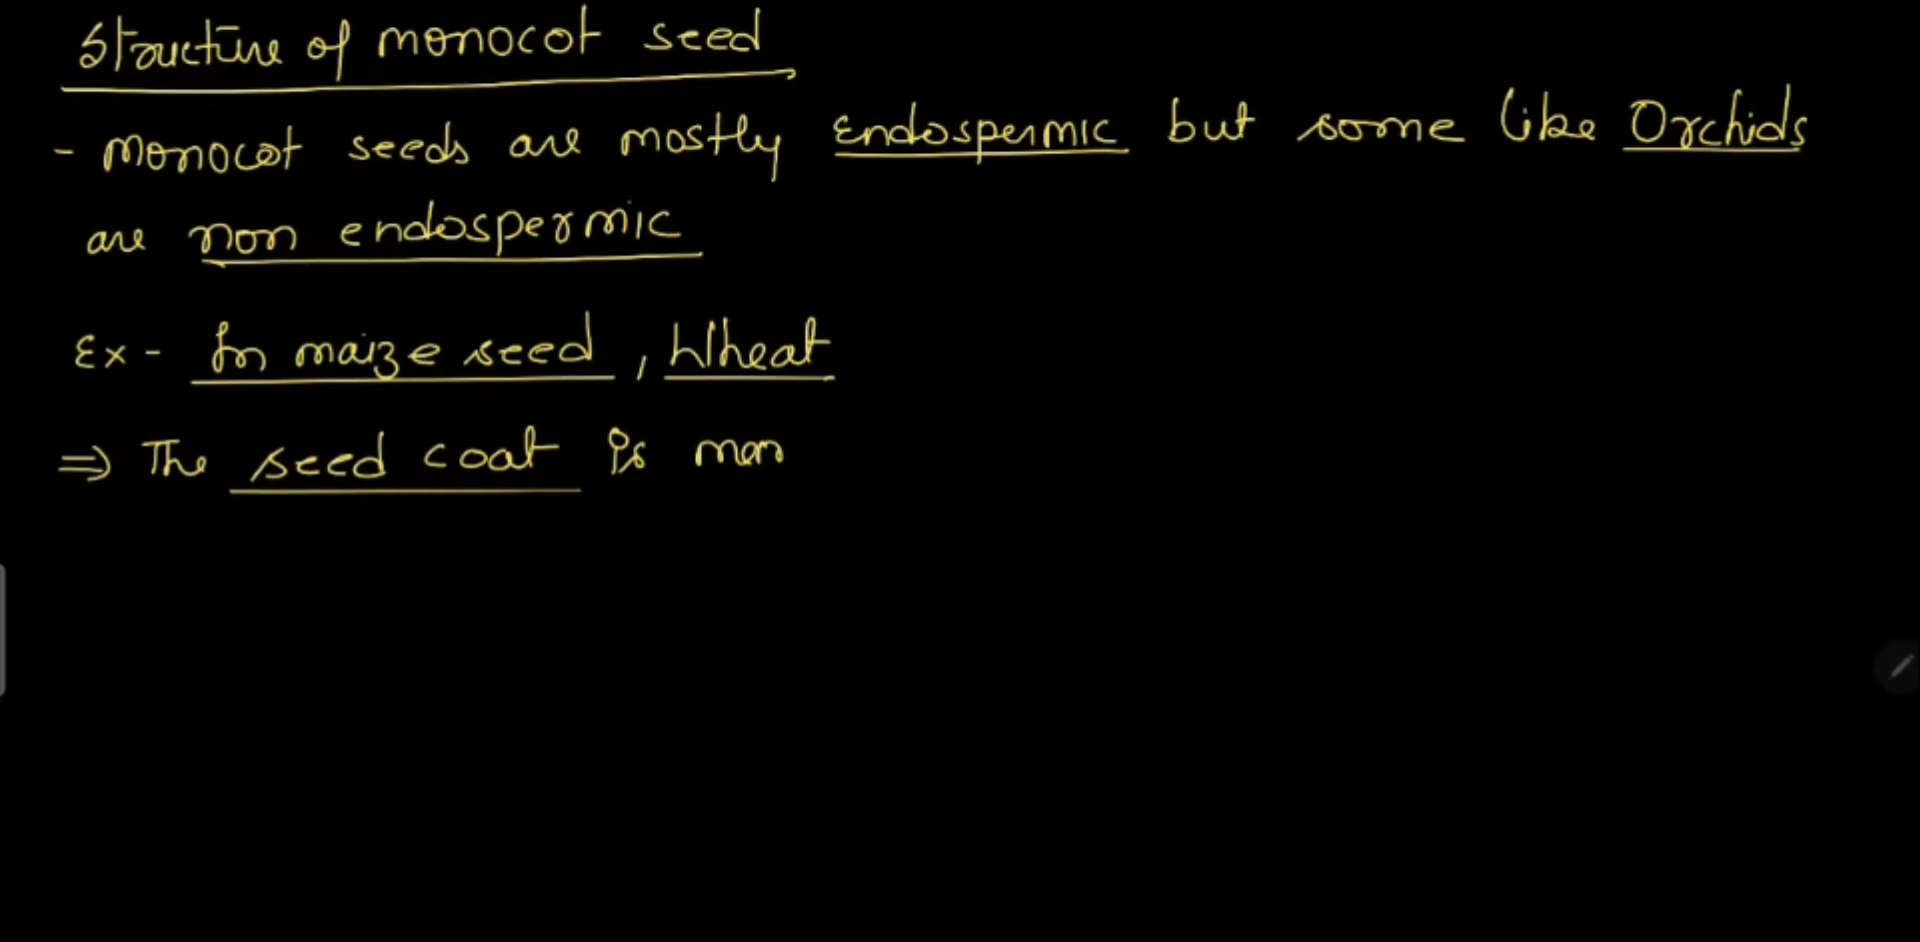 Structure of monocot seed
- Monocot seeds are mostly Endospermic but some like Orchids
are non endospermic
Ex - In maize seed, Wheat
⇒ The seed coat is mem